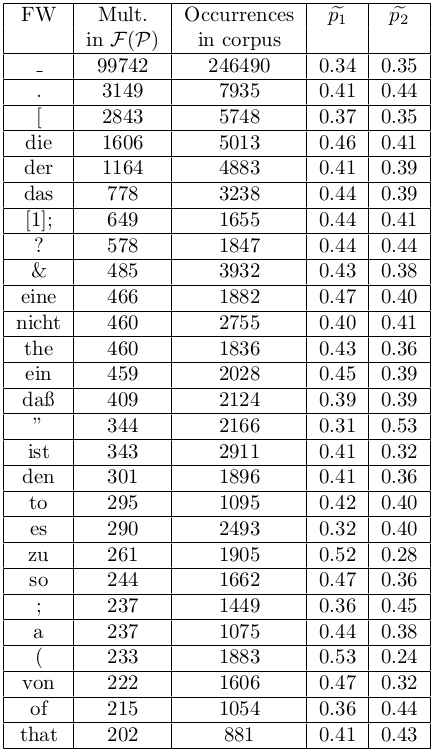 FW Mult. Occurrences p̃₁ p̃₂
in F(P) in corpus
_ 99742 246490 0.34 0.35
. 3149 7935 0.41 0.44
[ 2843 5748 0.37 0.35
die 1606 5013 0.46 0.41
der 1164 4883 0.41 0.39
das 778 3238 0.44 0.39
[1]; 649 1655 0.44 0.41
? 578 1847 0.44 0.44
& 485 3932 0.43 0.38
eine 466 1882 0.47 0.40
nicht 460 2755 0.40 0.41
the 460 1836 0.43 0.36
ein 459 2028 0.45 0.39
daß 409 2124 0.39 0.39
” 344 2166 0.31 0.53
ist 343 2911 0.41 0.32
den 301 1896 0.41 0.36
to 295 1095 0.42 0.40
es 290 2493 0.32 0.40
zu 261 1905 0.52 0.28
so 244 1662 0.47 0.36
; 237 1449 0.36 0.45
a 237 1075 0.44 0.38
( 233 1883 0.53 0.24
von 222 1606 0.47 0.32
of 215 1054 0.36 0.44
that 202 881 0.41 0.43